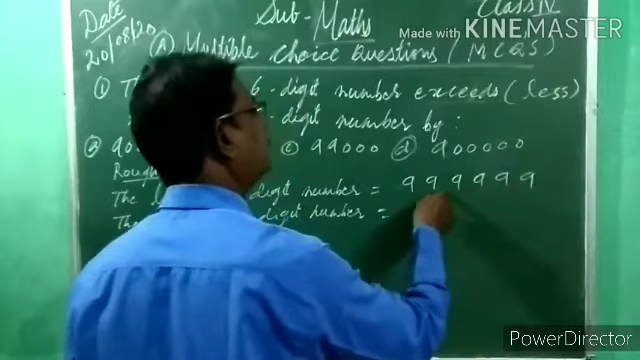 Date
20/08/20
Sub-Maths
Class IV
Made with KINEMASTER
(A) Multiple Choice Questions (MCQS)
① 6-digit number exceeds (less)
-digit number by:
ⓐ 90 ⓒ 99000 ⓓ 900000
Rough
The digit number = 999999
The digit number =
PowerDirector